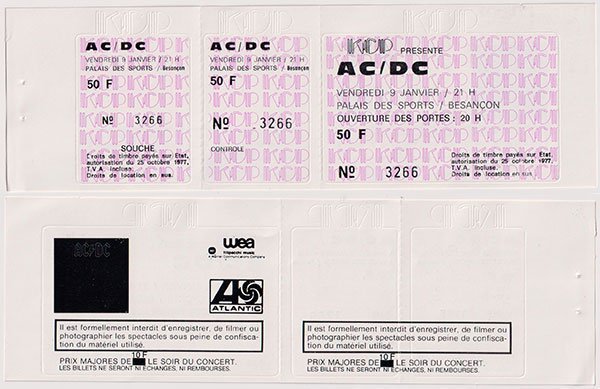 AC/DC
VENDREDI 9 JANVIER / 21 H
PALAIS DES SPORTS / Besançon
50 F
No 3266
SOUCHE
Droits de timbre payés sur Etat,
autorisation du 25 octobre 1977.
T.V.A. incluse.
Droits de location en sus.
AC/DC
VENDREDI 9 JANVIER / 21 H
PALAIS DES SPORTS / Besançon
50 F
No 3266
CONTROLE
KCP PRESENTE
AC/DC
VENDREDI 9 JANVIER / 21 H
PALAIS DES SPORTS / BESANÇON
OUVERTURE DES PORTES : 20 H
50 F
No 3266
Droits de timbre payés sur Etat,
autorisation du 25 octobre 1977.
T.V.A. incluse.
Droits de location en sus.
AC/DC
wea
filipacchi music
A Warner Communications Company
ATLANTIC
Il est formellement interdit d'enregistrer, de filmer ou
photographier les spectacles sous peine de confisca-
tion du matériel utilisé.
PRIX MAJORES DE 10 F LE SOIR DU CONCERT.
LES BILLETS NE SERONT NI ECHANGES, NI REMBOURSES.
Il est formellement interdit d'enregistrer, de filmer ou
photographier les spectacles sous peine de confisca-
tion du matériel utilisé.
PRIX MAJORES DE 10 F LE SOIR DU CONCERT.
LES BILLETS NE SERONT NI ECHANGES, NI REMBOURSES.